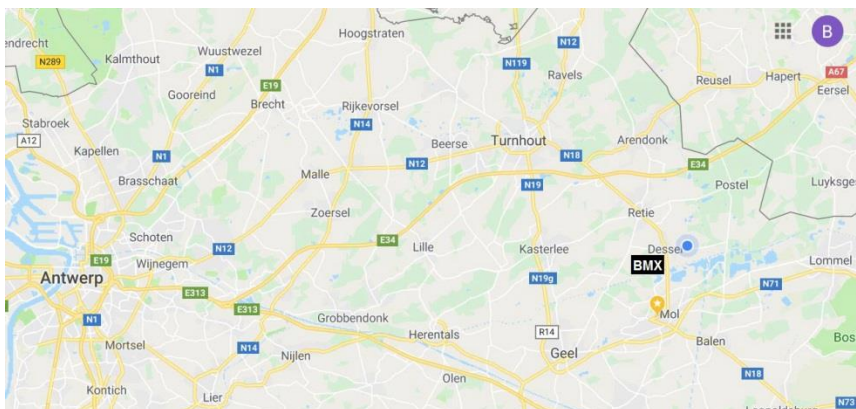 endrecht
N289
Kalmthout
Wuustwezel
N1
Hoogstraten
N12
N119
Ravels
B
Reusel
Hapert
A67
Eersel
Gooreind
E19
Brecht
Rijkevorsel
N14
Stabroek
A12
Kapellen
N1
Brasschaat
Malle
N12
Beerse
Turnhout
N18
Arendonk
E34
Postel
Luyksges
N19
Zoersel
Retie
Schoten
E19
Wijnegem
N12
E34
Lille
Kasterlee
Dessel
BMX
Lommel
Antwerp
E313
E313
N19g
N71
N1
Grobbendonk
Herentals
R14
Mol
Mortsel
N14
Nijlen
Geel
Balen
Bos
Olen
N18
Kontich
Lier
N73